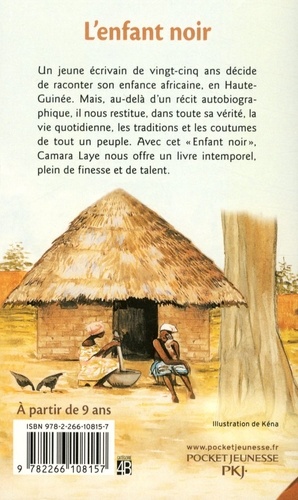 L'enfant noir
Un jeune écrivain de vingt-cinq ans décide
de raconter son enfance africaine, en Haute-
Guinée. Mais, au-delà d'un récit autobiogra-
phique, il nous restitue, dans toute sa vérité, la
vie quotidienne, les traditions et les coutumes
de tout un peuple. Avec cet « Enfant noir »,
Camara Laye nous offre un livre intemporel,
plein de finesse et de talent.
À partir de 9 ans
Illustration de Kéna
ISBN 978-2-266-10815-7
9 782266 108157
CATÉGORIE
4B
www.pocketjeunesse.fr
POCKET JEUNESSE
PKJ·